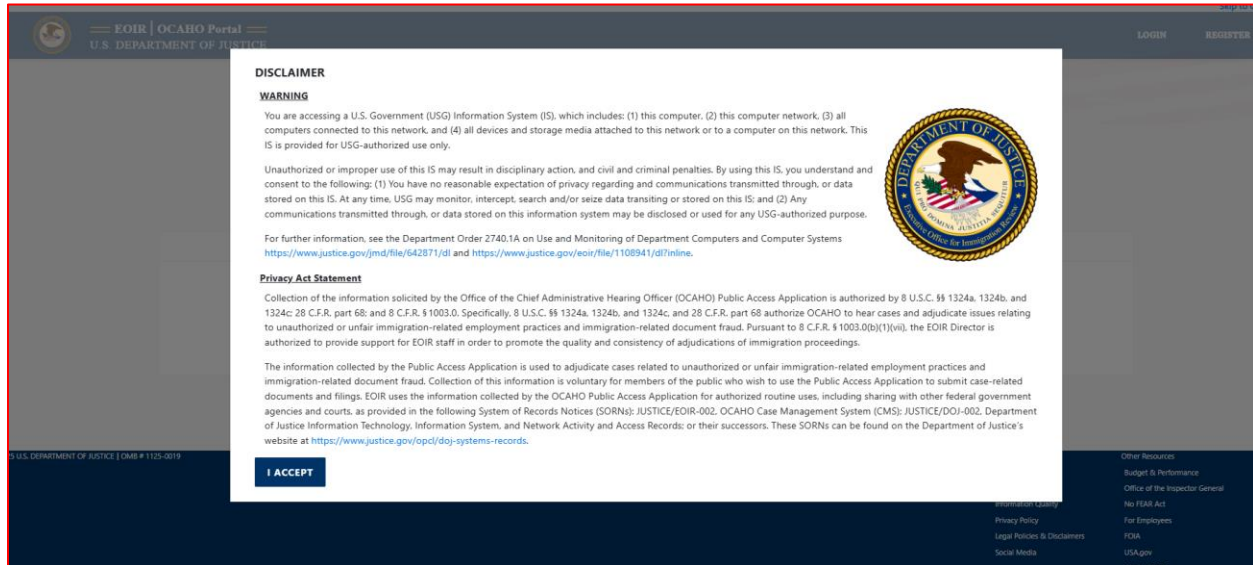 Skip to
EOIR | OCAHO Portal
U.S. DEPARTMENT OF JUSTICE
LOGIN REGISTER
DISCLAIMER
WARNING
You are accessing a U.S. Government (USG) Information System (IS), which includes: (1) this computer, (2) this computer network, (3) all
computers connected to this network, and (4) all devices and storage media attached to this network or to a computer on this network. This
IS is provided for USG-authorized use only.
Unauthorized or improper use of this IS may result in disciplinary action, and civil and criminal penalties. By using this IS, you understand and
consent to the following: (1) You have no reasonable expectation of privacy regarding and communications transmitted through, or data
stored on this IS. At any time, USG may monitor, intercept, search and/or seize data transiting or stored on this IS; and (2) Any
communications transmitted through, or data stored on this information system may be disclosed or used for any USG-authorized purpose.
For further information, see the Department Order 2740.1A on Use and Monitoring of Department Computers and Computer Systems
https://www.justice.gov/jmd/file/642871/dl and https://www.justice.gov/eoir/file/1108941/dl?inline.
DEPARTMENT OF JUSTICE
QUI PRO DOMINA JUSTITIA SEQUITUR
Executive Office for Immigration Review
Privacy Act Statement
Collection of the information solicited by the Office of the Chief Administrative Hearing Officer (OCAHO) Public Access Application is authorized by 8 U.S.C. §§ 1324a, 1324b, and
1324c; 28 C.F.R. part 68; and 8 C.F.R. § 1003.0. Specifically, 8 U.S.C. §§ 1324a, 1324b, and 1324c, and 28 C.F.R. part 68 authorize OCAHO to hear cases and adjudicate issues relating
to unauthorized or unfair immigration-related employment practices and immigration-related document fraud. Pursuant to 8 C.F.R. § 1003.0(b)(1)(vii), the EOIR Director is
authorized to provide support for EOIR staff in order to promote the quality and consistency of adjudications of immigration proceedings.
The information collected by the Public Access Application is used to adjudicate cases related to unauthorized or unfair immigration-related employment practices and
immigration-related document fraud. Collection of this information is voluntary for members of the public who wish to use the Public Access Application to submit case-related
documents and filings. EOIR uses the information collected by the OCAHO Public Access Application for authorized routine uses, including sharing with other federal government
agencies and courts, as provided in the following System of Records Notices (SORNs): JUSTICE/EOIR-002, OCAHO Case Management System (CMS); JUSTICE/DOJ-002, Department
of Justice Information Technology, Information System, and Network Activity and Access Records; or their successors. These SORNs can be found on the Department of Justice's
website at https://www.justice.gov/opcl/doj-systems-records.
I ACCEPT
U.S. DEPARTMENT OF JUSTICE | OMB # 1125-0019
Other Resources
Budget & Performance
Office of the Inspector General
Information Quality No FEAR Act
Privacy Policy For Employees
Legal Policies & Disclaimers FOIA
Social Media USA.gov